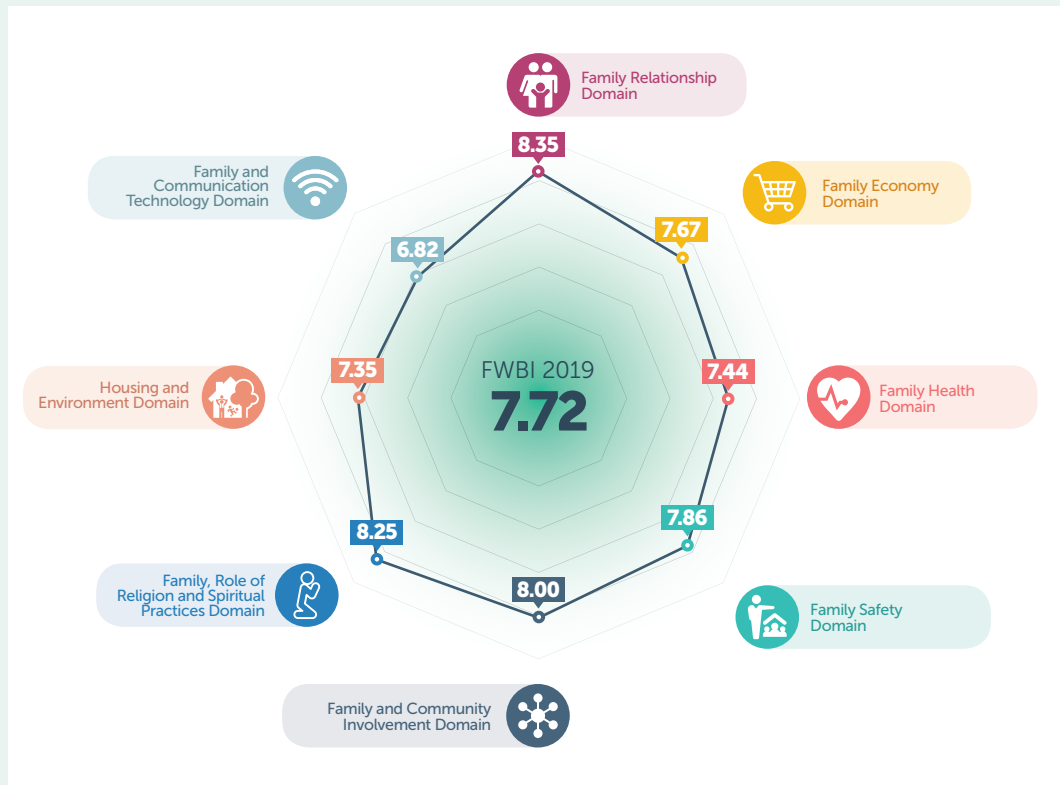 Family Relationship
Domain
8.35
Family and
Communication
Technology Domain
6.82
Family Economy
Domain
7.67
FWBI 2019
7.72
Housing and
Environment Domain
7.35
Family Health
Domain
7.44
Family, Role of
Religion and Spiritual
Practices Domain
8.25
Family Safety
Domain
7.86
8.00
Family and Community
Involvement Domain